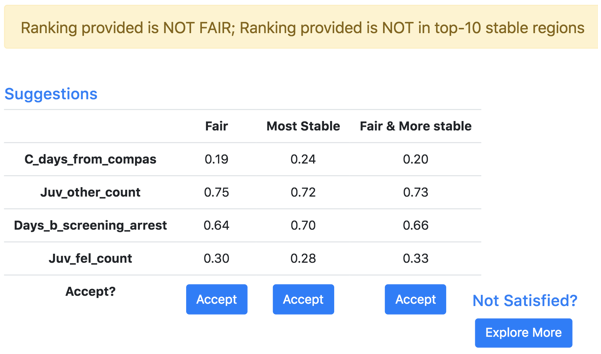 Ranking provided is NOT FAIR; Ranking provided is NOT in top-10 stable regions
Suggestions
Fair Most Stable Fair & More stable
C_days_from_compas 0.19 0.24 0.20
Juv_other_count 0.75 0.72 0.73
Days_b_screening_arrest 0.64 0.70 0.66
Juv_fel_count 0.30 0.28 0.33
Accept? Accept Accept Accept
Not Satisfied?
Explore More